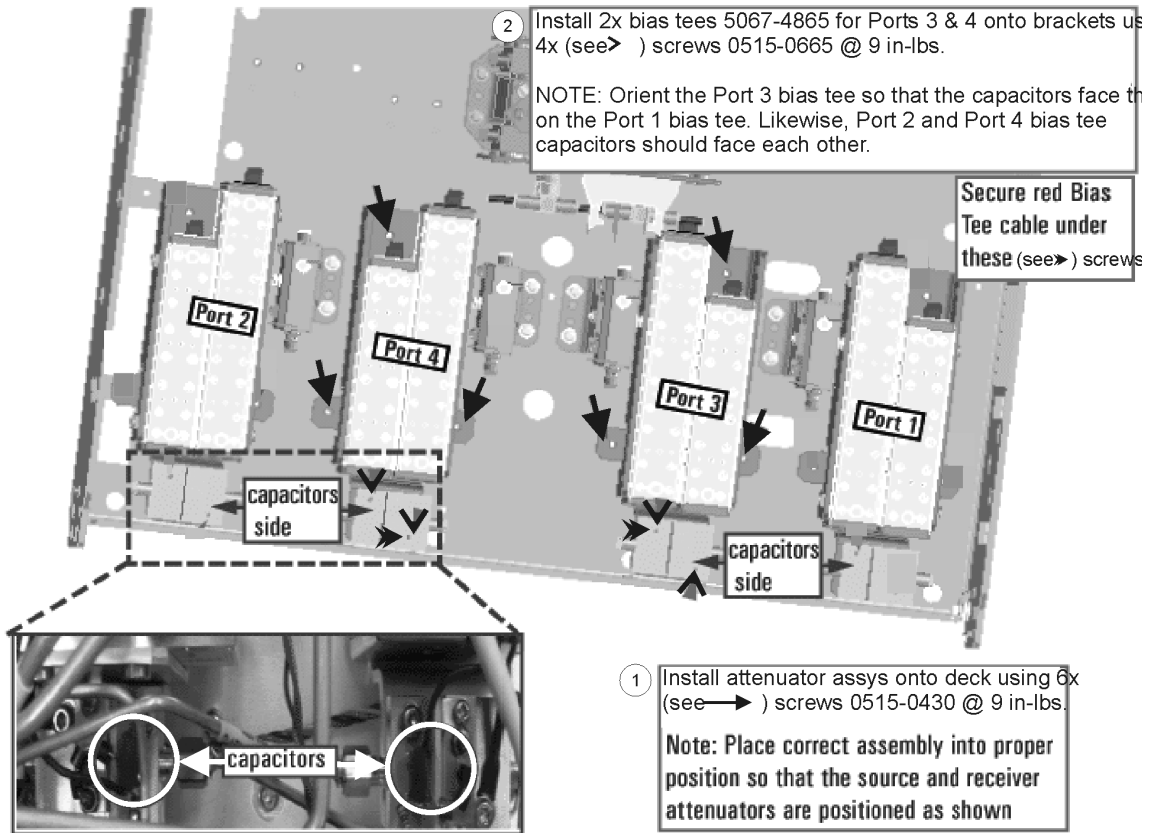 2 Install 2x bias tees 5067-4865 for Ports 3 & 4 onto brackets us
4x (see ) screws 0515-0665 @ 9 in-lbs.
NOTE: Orient the Port 3 bias tee so that the capacitors face th
on the Port 1 bias tee. Likewise, Port 2 and Port 4 bias tee
capacitors should face each other.
Secure red Bias
Tee cable under
these (see ) screws
Port 2
Port 4
Port 3
Port 1
capacitors
side
capacitors
side
capacitors
1 Install attenuator assys onto deck using 6x
(see ) screws 0515-0430 @ 9 in-lbs.
Note: Place correct assembly into proper
position so that the source and receiver
attenuators are positioned as shown